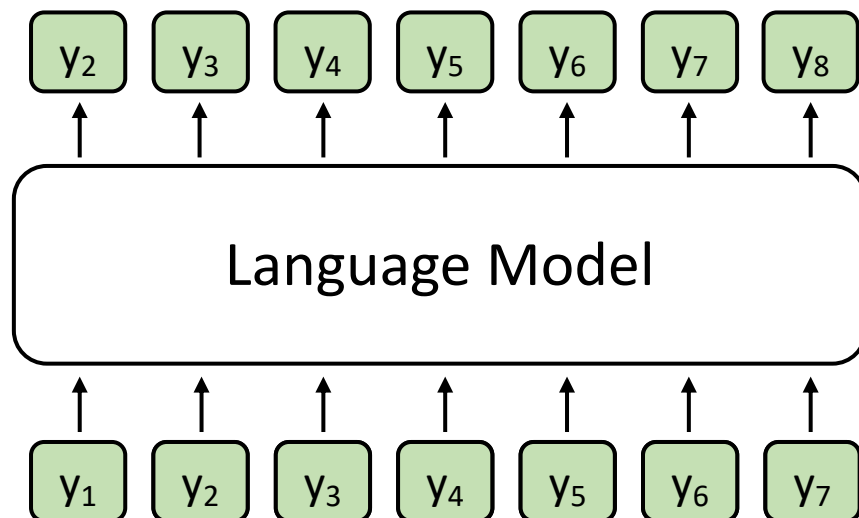 y₂ y₃ y₄ y₅ y₆ y₇ y₈
Language Model
y₁ y₂ y₃ y₄ y₅ y₆ y₇